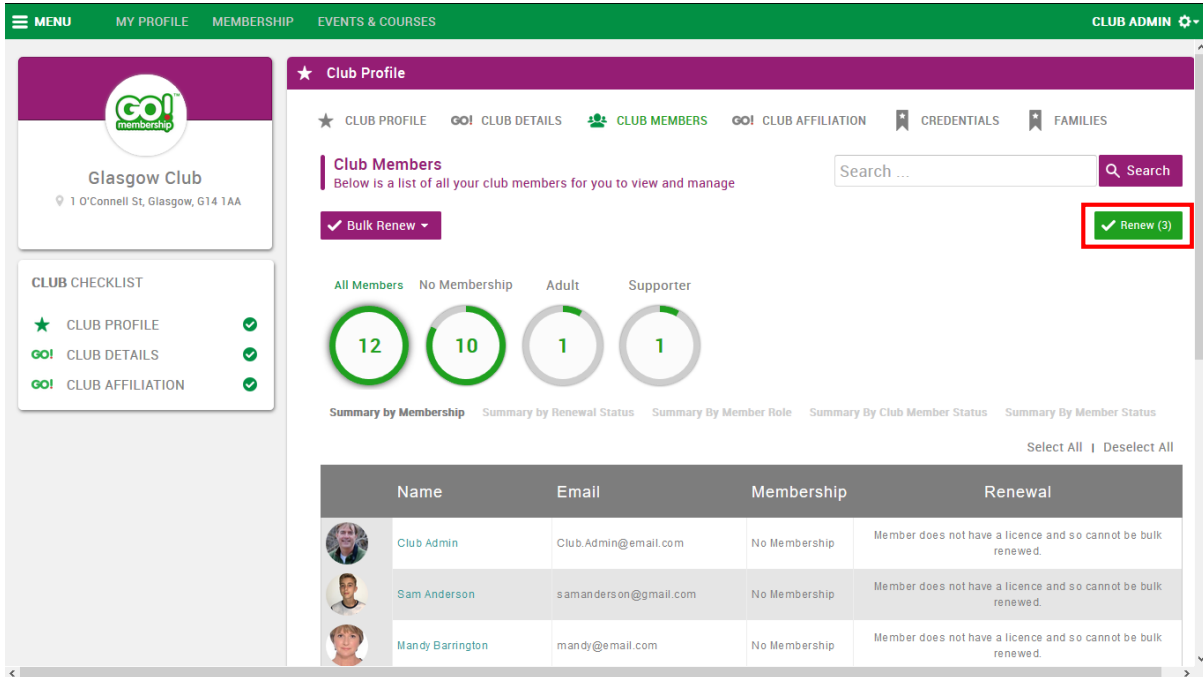 MENU MY PROFILE MEMBERSHIP EVENTS & COURSES CLUB ADMIN
GO!™
membership
Glasgow Club
1 O'Connell St, Glasgow, G14 1AA
CLUB CHECKLIST
CLUB PROFILE
GO! CLUB DETAILS
GO! CLUB AFFILIATION
Club Profile
CLUB PROFILE GO! CLUB DETAILS CLUB MEMBERS GO! CLUB AFFILIATION CREDENTIALS FAMILIES
Club Members
Below is a list of all your club members for you to view and manage
Search ... Search
Bulk Renew Renew (3)
All Members No Membership Adult Supporter
12 10 1 1
Summary by Membership Summary by Renewal Status Summary By Member Role Summary By Club Member Status Summary By Member Status
Select All | Deselect All
Name Email Membership Renewal
Club Admin Club.Admin@email.com No Membership Member does not have a licence and so cannot be bulk
renewed.
Sam Anderson samanderson@gmail.com No Membership Member does not have a licence and so cannot be bulk
renewed.
Mandy Barrington mandy@email.com No Membership Member does not have a licence and so cannot be bulk
renewed.